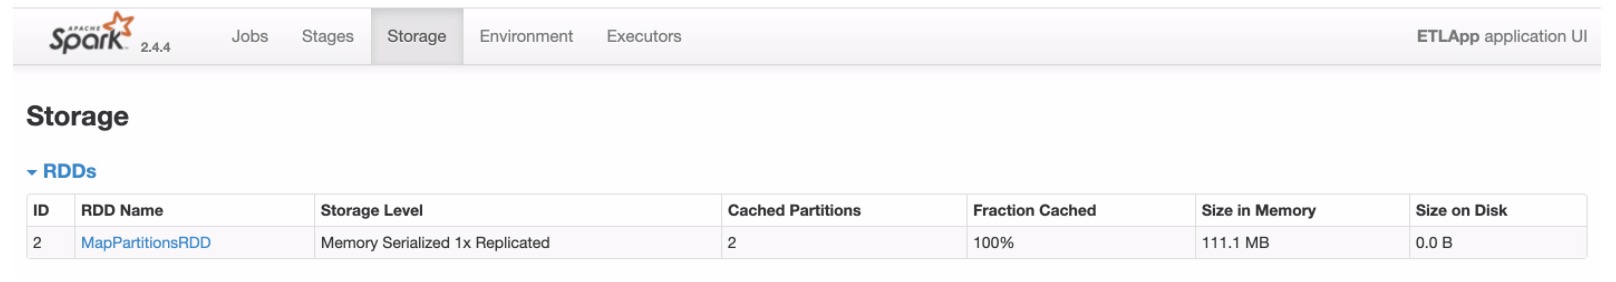 APACHE
Spark 2.4.4 Jobs Stages Storage Environment Executors ETLApp application UI
Storage
RDDs
ID RDD Name Storage Level Cached Partitions Fraction Cached Size in Memory Size on Disk
2 MapPartitionsRDD Memory Serialized 1x Replicated 2 100% 111.1 MB 0.0 B